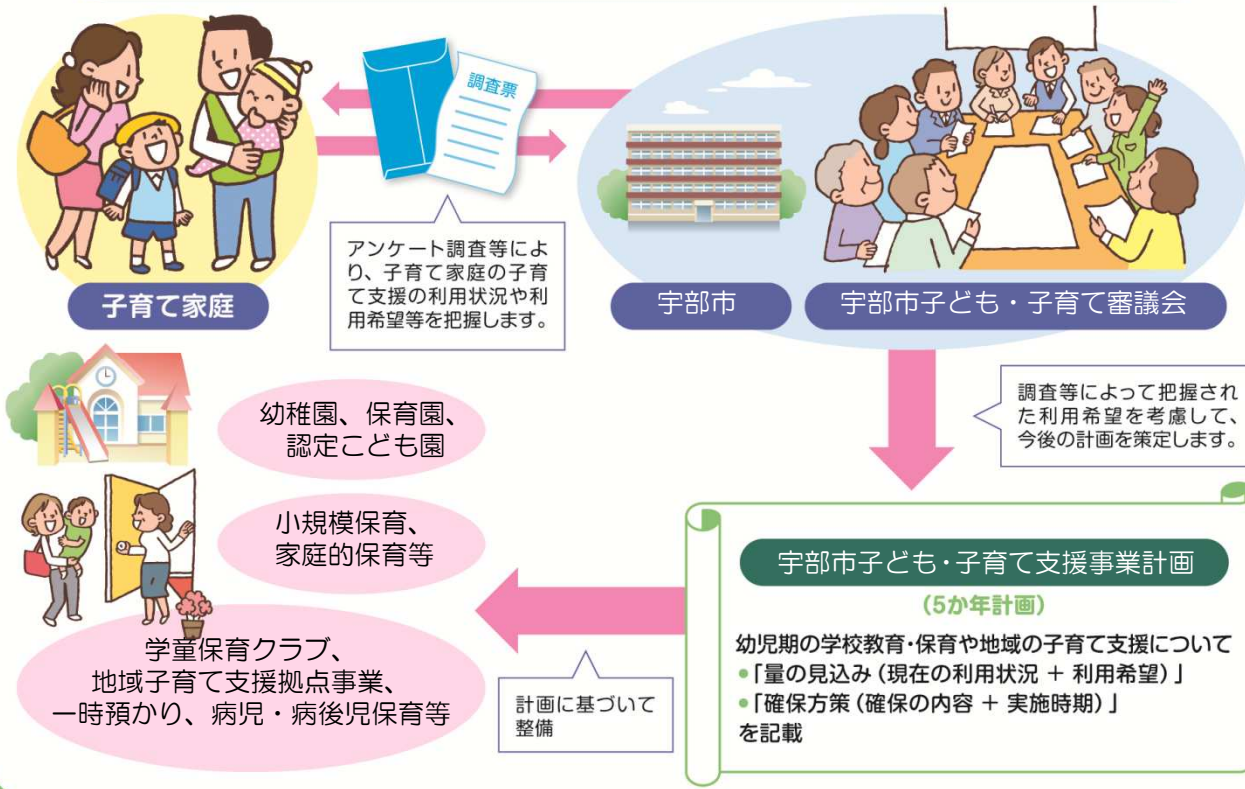 調査票
アンケート調査等によ
り、子育て家庭の子育
て支援の利用状況や利
用希望等を把握します。
子育て家庭
宇部市
宇部市子ども・子育て審議会
調査等によって把握され
た利用希望を考慮して、
今後の計画を策定します。
幼稚園、保育園、
認定こども園
小規模保育、
家庭的保育等
学童保育クラブ、
地域子育て支援拠点事業、
一時預かり、病児・病後児保育等
計画に基づいて
整備
宇部市子ども・子育て支援事業計画
(5か年計画)
幼児期の学校教育・保育や地域の子育て支援について
●「量の見込み(現在の利用状況 + 利用希望)」
●「確保方策(確保の内容 + 実施時期)」
を記載